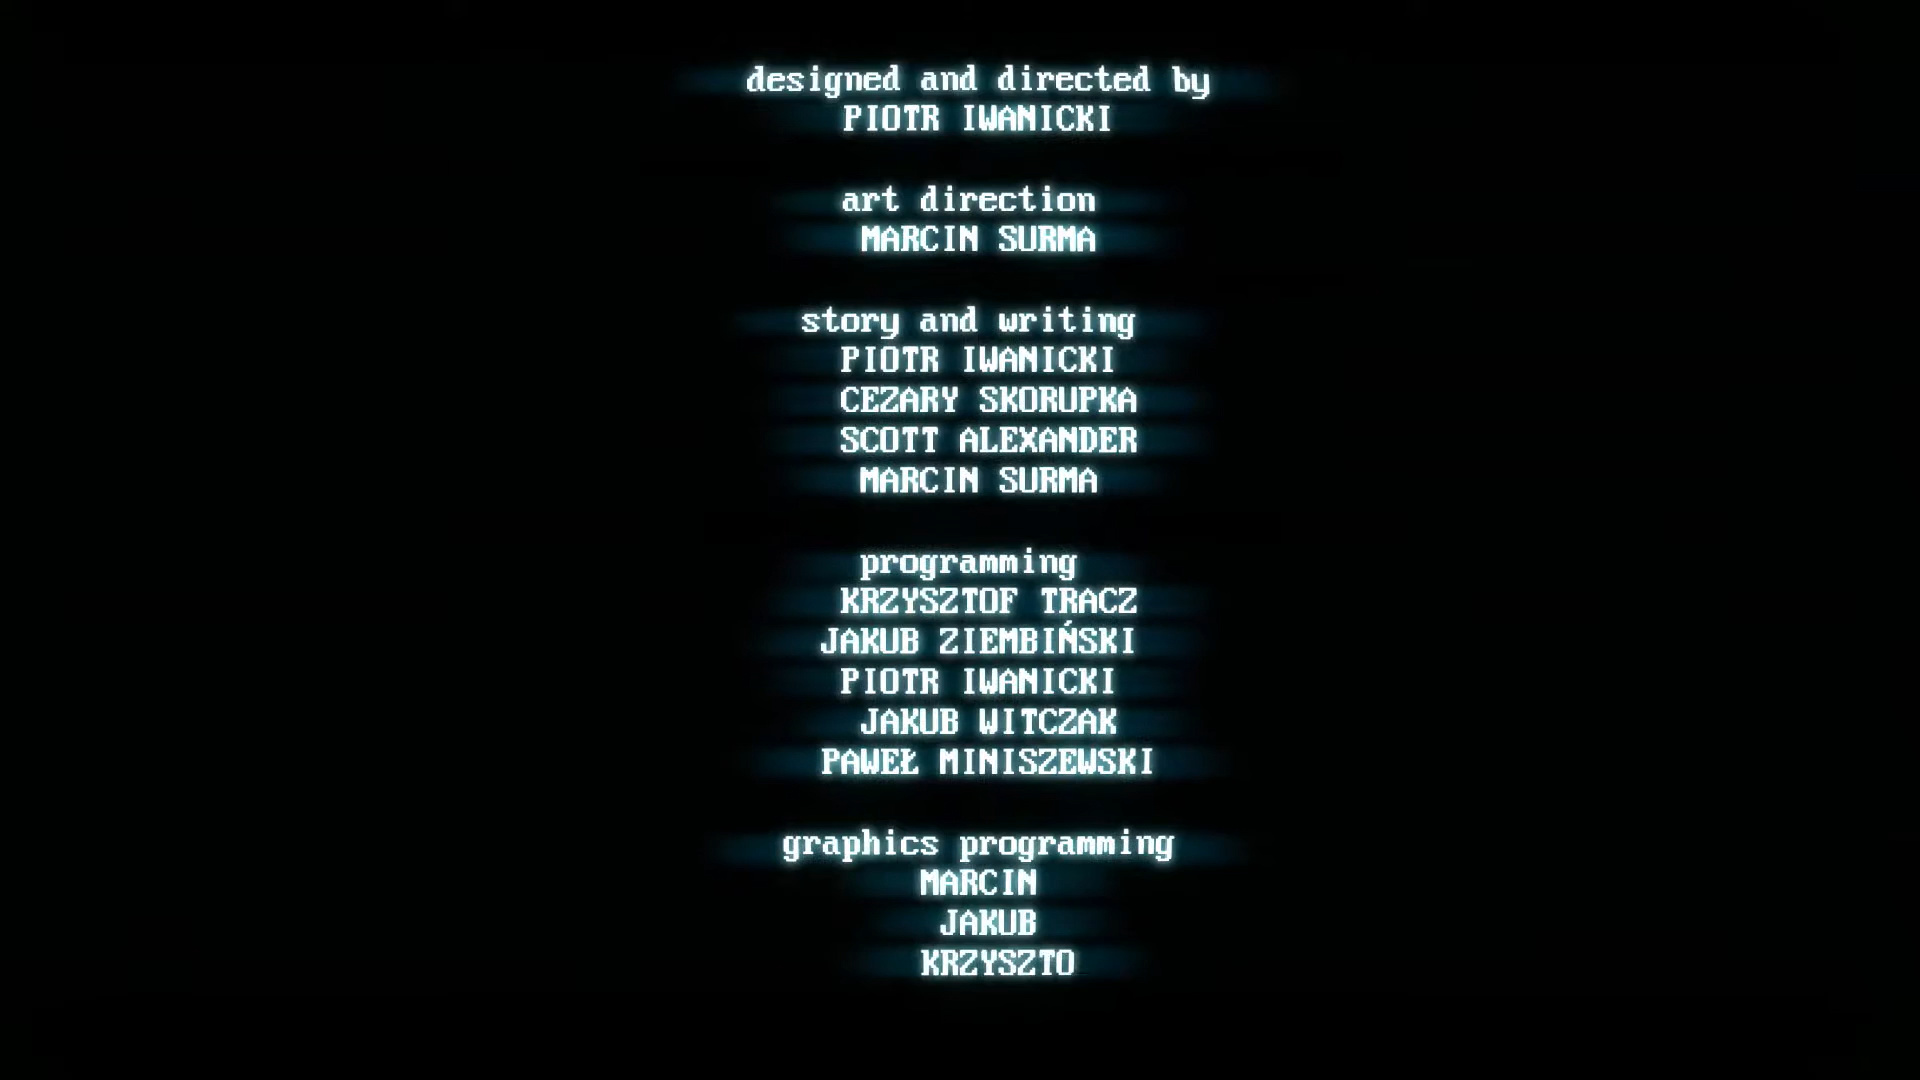 designed and directed by
PIOTR IWANICKI
art direction
MARCIN SURMA
story and writing
PIOTR IWANICKI
CEZARY SKORUPKA
SCOTT ALEXANDER
MARCIN SURMA
programming
KRZYSZTOF TRACZ
JAKUB ZIEMBIŃSKI
PIOTR IWANICKI
JAKUB WITCZAK
PAWEŁ MINISZEWSKI
graphics programming
MARCIN
JAKUB
KRZYSZTO